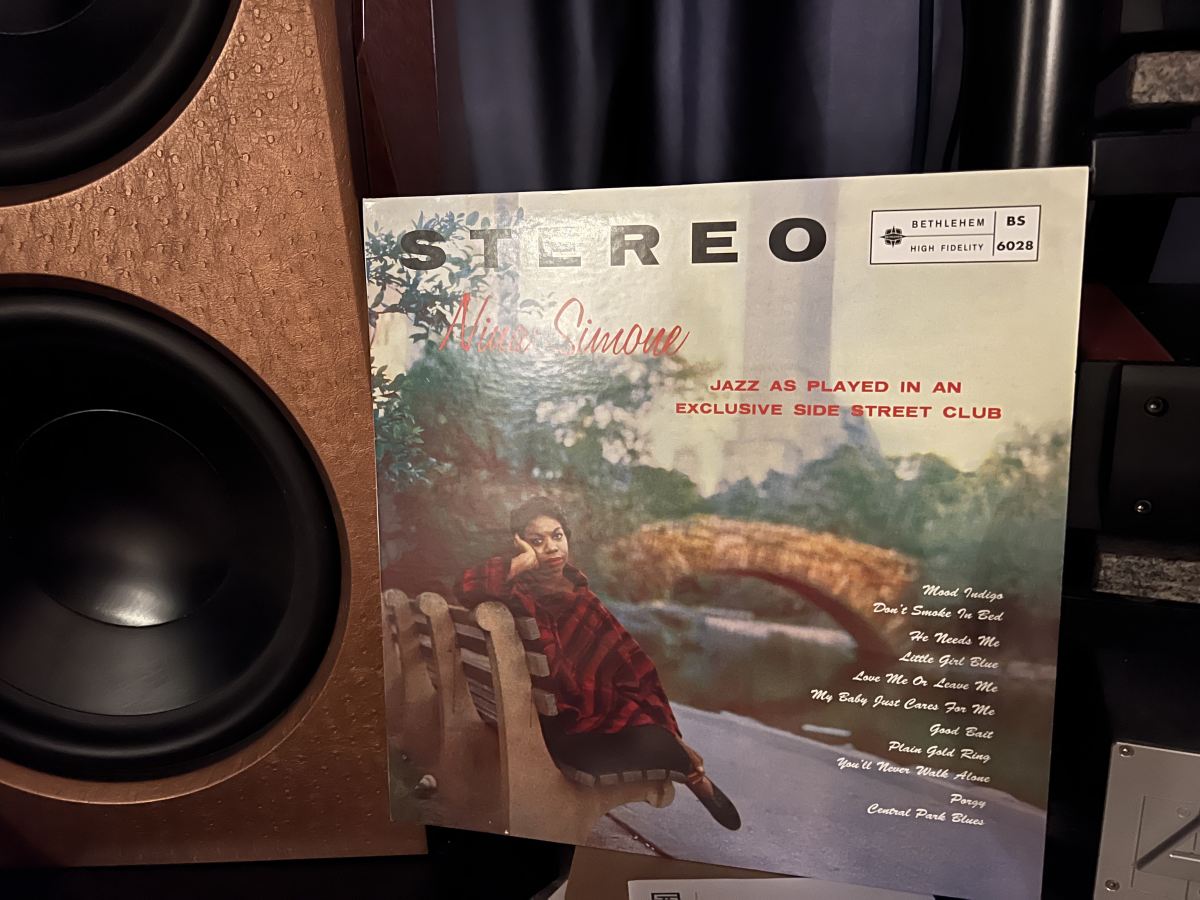 STEREO
BETHLEHEM
HIGH FIDELITY
BS
6028
Nina Simone
JAZZ AS PLAYED IN AN
EXCLUSIVE SIDE STREET CLUB
Mood Indigo
Don't Smoke In Bed
He Needs Me
Little Girl Blue
Love Me Or Leave Me
My Baby Just Cares For Me
Good Bait
Plain Gold Ring
You'll Never Walk Alone
Porgy
Central Park Blues